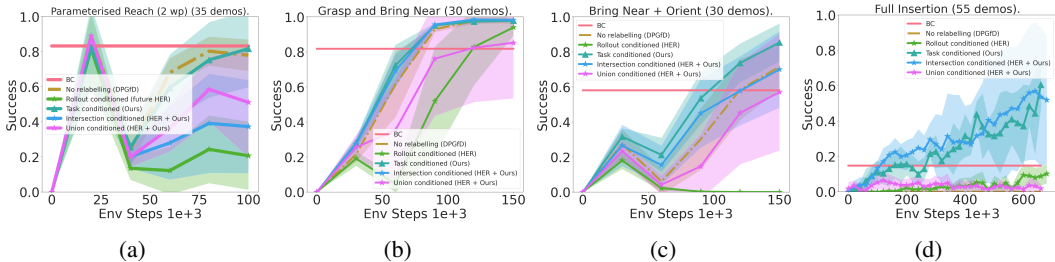 Parameterised Reach (2 wp) (35 demos).
1.0
0.8
0.6
0.4
0.2
0.0
Success
BC
No relabelling (DPGfD)
Rollout conditioned (future HER)
Task conditioned (Ours)
Intersection conditioned (HER + Ours)
Union conditioned (HER + Ours)
0 25 50 75 100
Env Steps 1e+3
(a)
Grasp and Bring Near (30 demos).
1.0
0.8
0.6
0.4
0.2
0.0
Success
BC
No relabelling (DPGfD)
Rollout conditioned (HER)
Task conditioned (Ours)
Intersection conditioned (HER + Ours)
Union conditioned (HER + Ours)
0 50 100 150
Env Steps 1e+3
(b)
Bring Near + Orient (30 demos).
1.0
0.8
0.6
0.4
0.2
0.0
Success
BC
No relabelling (DPGfD)
Rollout conditioned (HER)
Task conditioned (Ours)
Intersection conditioned (HER + Ours)
Union conditioned (HER + Ours)
0 50 100 150
Env Steps 1e+3
(c)
Full Insertion (55 demos).
1.0
0.8
0.6
0.4
0.2
0.0
Success
BC
Rollout conditioned (HER)
Task conditioned (Ours)
Intersection conditioned (HER + Ours)
Union conditioned (HER + Ours)
0 200 400 600
Env Steps 1e+3
(d)